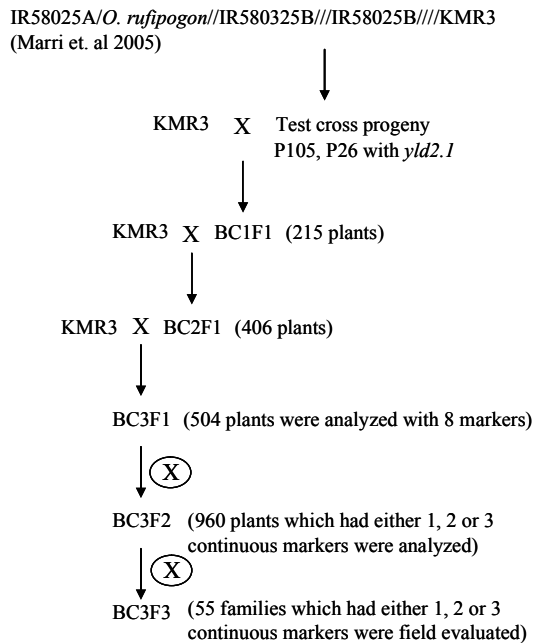 IR58025A/O. rufipogon//IR580325B///IR58025B////KMR3
(Marri et. al 2005)
KMR3 X Test cross progeny
P105, P26 with yld2.1
KMR3 X BC1F1 (215 plants)
KMR3 X BC2F1 (406 plants)
BC3F1 (504 plants were analyzed with 8 markers)
X
BC3F2 (960 plants which had either 1, 2 or 3
continuous markers were analyzed)
X
BC3F3 (55 families which had either 1, 2 or 3
continuous markers were field evaluated)